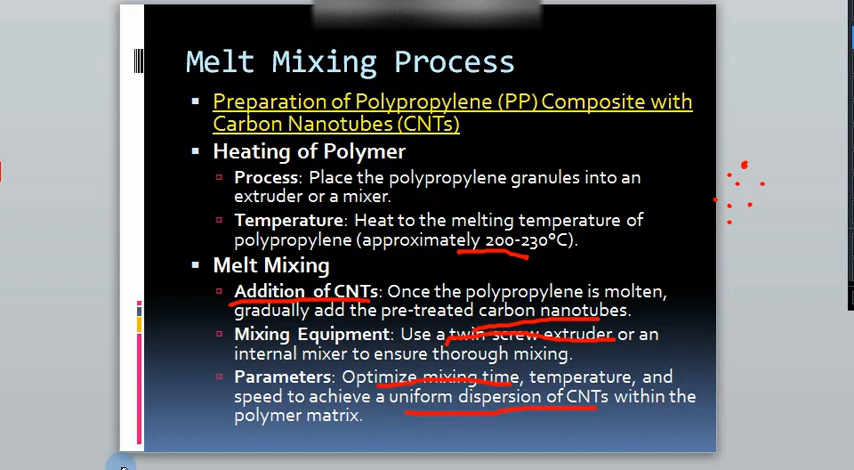 Melt Mixing Process
Preparation of Polypropylene (PP) Composite with
Carbon Nanotubes (CNTs)
Heating of Polymer
Process: Place the polypropylene granules into an
extruder or a mixer.
Temperature: Heat to the melting temperature of
polypropylene (approximately 200-230°C).
Melt Mixing
Addition of CNTs: Once the polypropylene is molten,
gradually add the pre-treated carbon nanotubes.
Mixing Equipment: Use a twin-screw extruder or an
internal mixer to ensure thorough mixing.
Parameters: Optimize mixing time, temperature, and
speed to achieve a uniform dispersion of CNTs within the
polymer matrix.